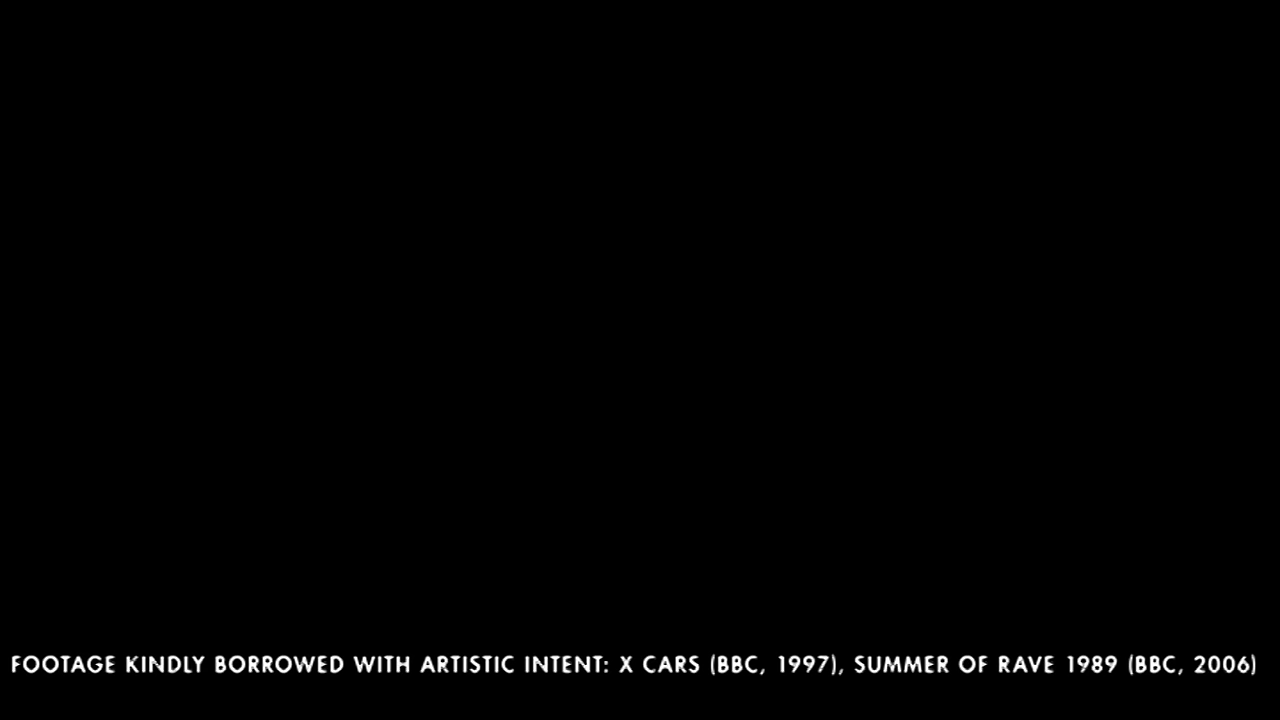 FOOTAGE KINDLY BORROWED WITH ARTISTIC INTENT: X CARS (BBC, 1997), SUMMER OF RAVE 1989 (BBC, 2006)